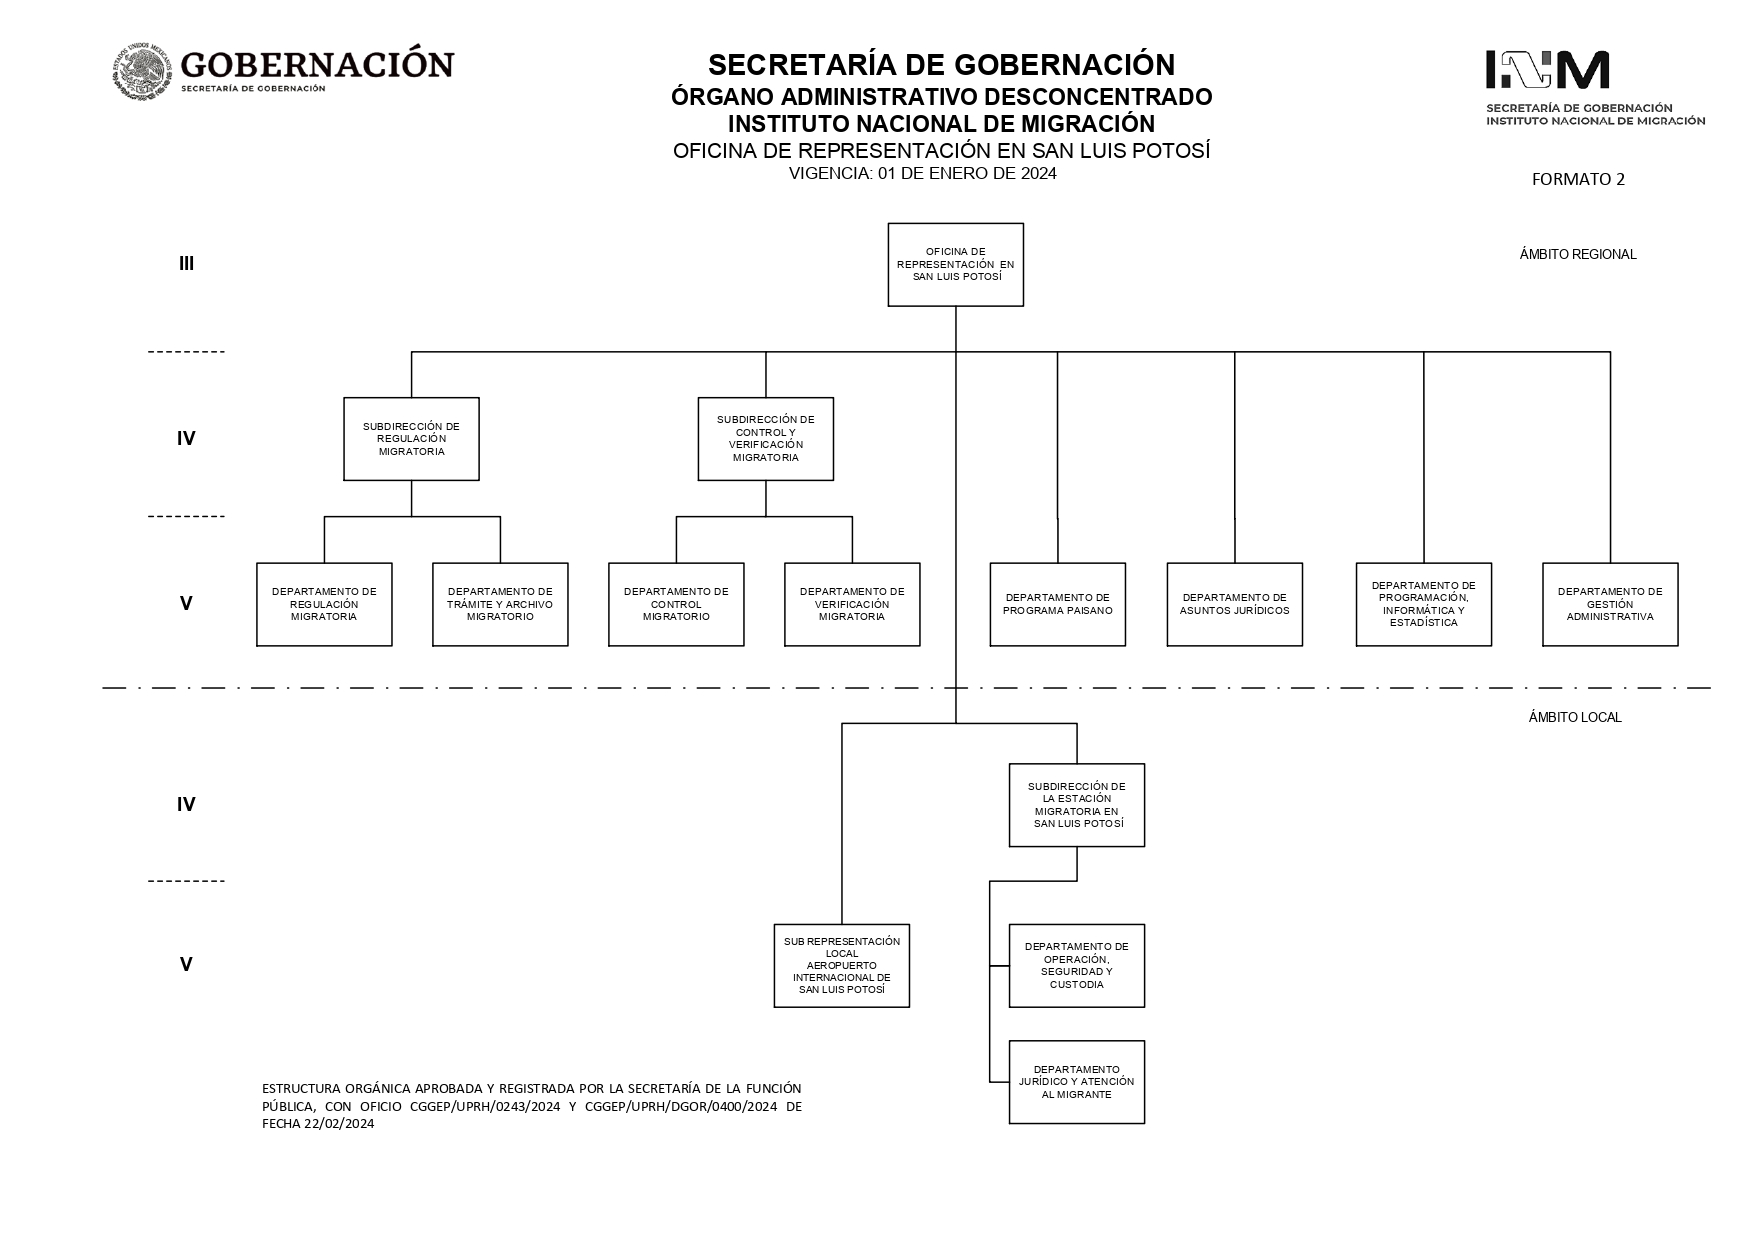 ESTADOS UNIDOS MEXICANOS
GOBERNACIÓN
SECRETARÍA DE GOBERNACIÓN
SECRETARÍA DE GOBERNACIÓN
ÓRGANO ADMINISTRATIVO DESCONCENTRADO
INSTITUTO NACIONAL DE MIGRACIÓN
OFICINA DE REPRESENTACIÓN EN SAN LUIS POTOSÍ
VIGENCIA: 01 DE ENERO DE 2024
INM
SECRETARÍA DE GOBERNACIÓN
INSTITUTO NACIONAL DE MIGRACIÓN
FORMATO 2
III
OFICINA DE
REPRESENTACIÓN EN
SAN LUIS POTOSÍ
ÁMBITO REGIONAL
IV
SUBDIRECCIÓN DE
REGULACIÓN
MIGRATORIA
SUBDIRECCIÓN DE
CONTROL Y
VERIFICACIÓN
MIGRATORIA
V
DEPARTAMENTO DE
REGULACIÓN
MIGRATORIA
DEPARTAMENTO DE
TRÁMITE Y ARCHIVO
MIGRATORIO
DEPARTAMENTO DE
CONTROL
MIGRATORIO
DEPARTAMENTO DE
VERIFICACIÓN
MIGRATORIA
DEPARTAMENTO DE
PROGRAMA PAISANO
DEPARTAMENTO DE
ASUNTOS JURÍDICOS
DEPARTAMENTO DE
PROGRAMACIÓN,
INFORMÁTICA Y
ESTADÍSTICA
DEPARTAMENTO DE
GESTIÓN
ADMINISTRATIVA
ÁMBITO LOCAL
IV
SUBDIRECCIÓN DE
LA ESTACIÓN
MIGRATORIA EN
SAN LUIS POTOSÍ
V
SUB REPRESENTACIÓN
LOCAL
AEROPUERTO
INTERNACIONAL DE
SAN LUIS POTOSÍ
DEPARTAMENTO DE
OPERACIÓN,
SEGURIDAD Y
CUSTODIA
DEPARTAMENTO
JURÍDICO Y ATENCIÓN
AL MIGRANTE
ESTRUCTURA ORGÁNICA APROBADA Y REGISTRADA POR LA SECRETARÍA DE LA FUNCIÓN
PÚBLICA, CON OFICIO CGGEP/UPRH/0243/2024 Y CGGEP/UPRH/DGOR/0400/2024 DE
FECHA 22/02/2024